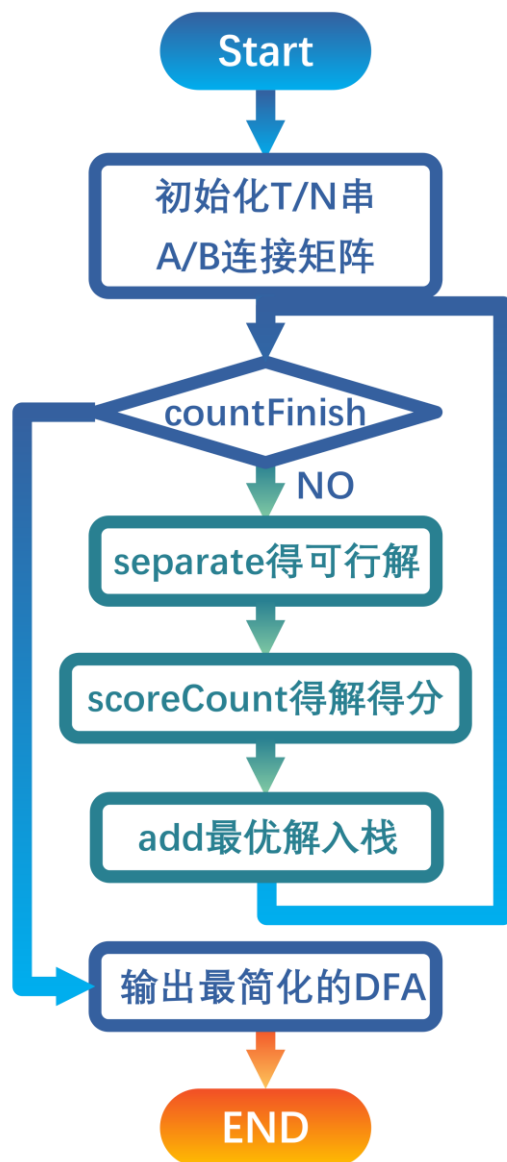 Start
初始化T/N串
A/B连接矩阵
countFinish
NO
separate得可行解
scoreCount得解得分
add最优解入栈
输出最简化的DFA
END